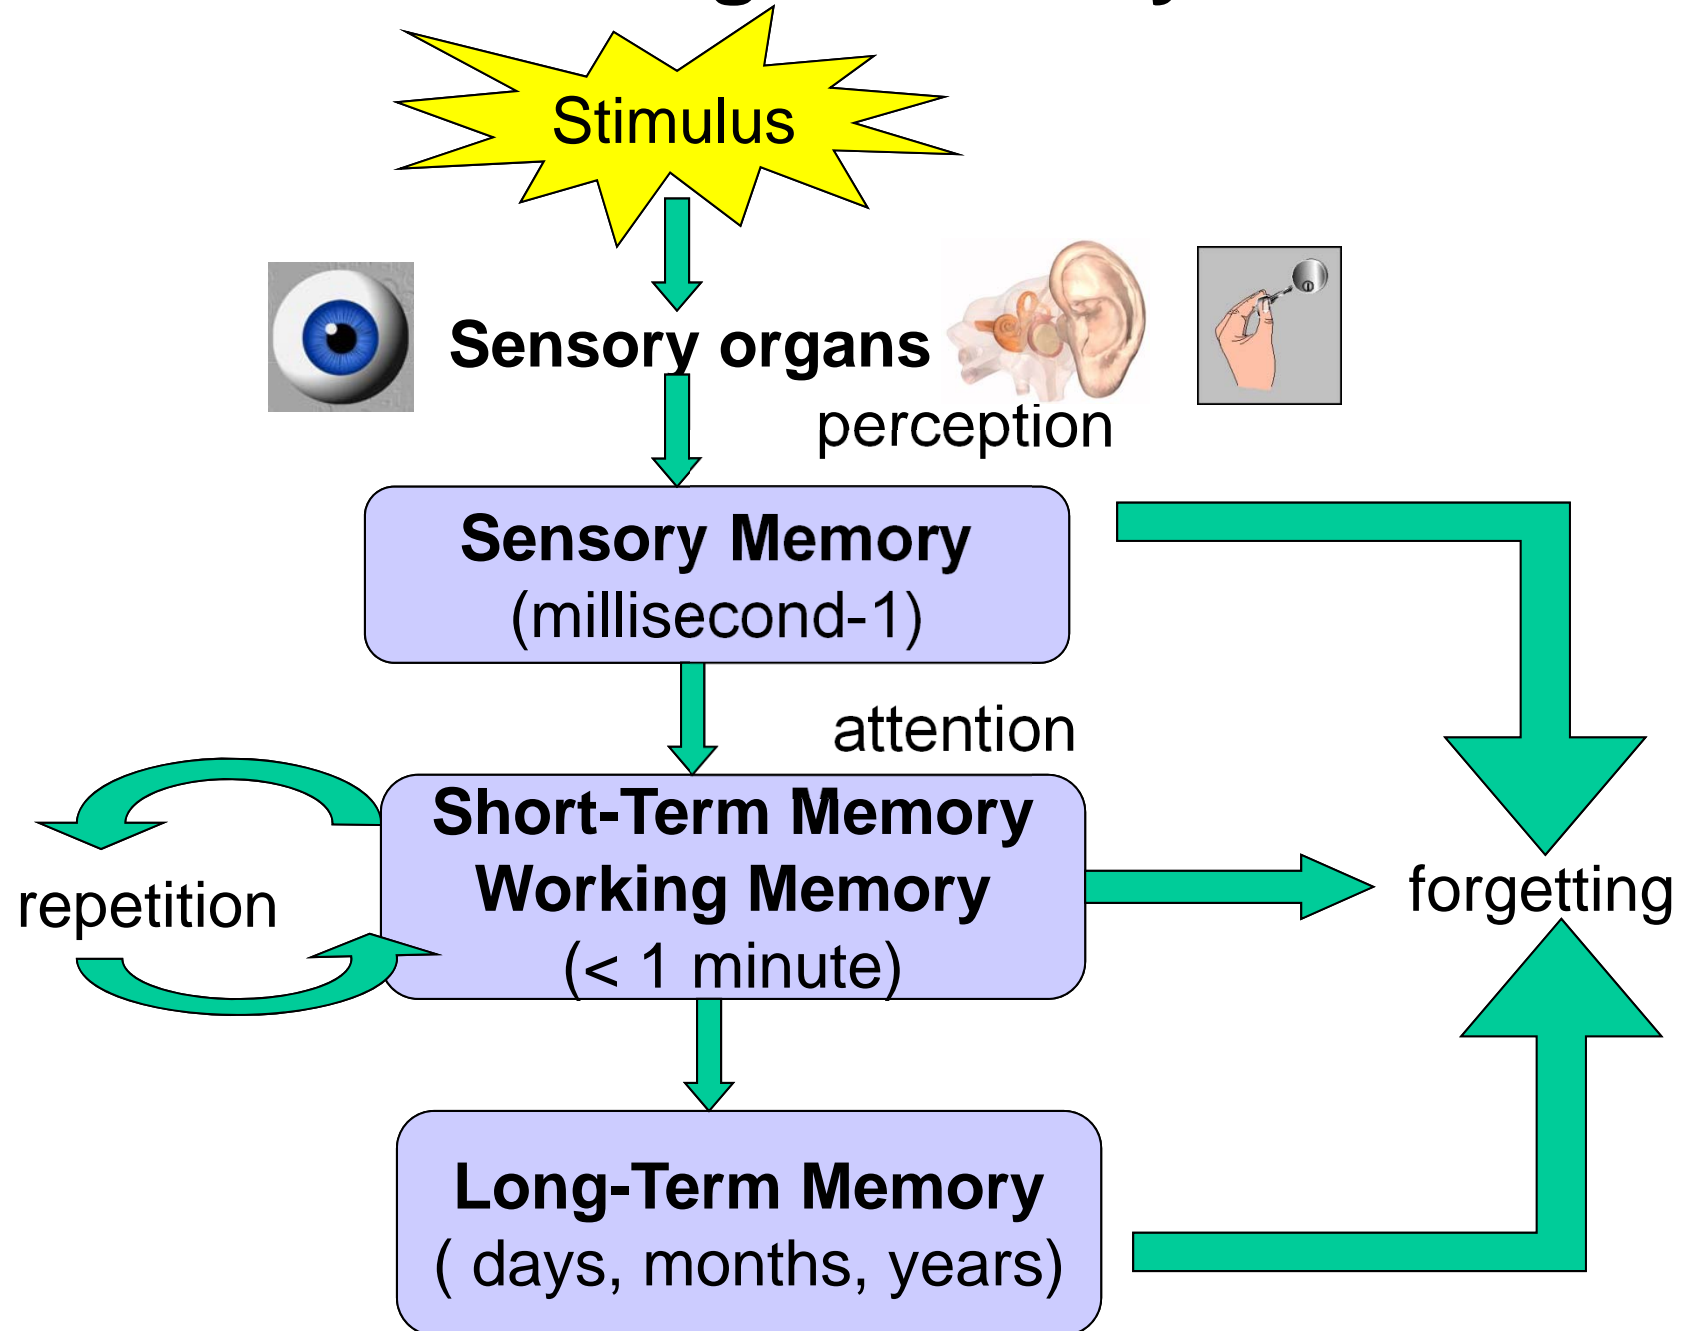 Stimulus
Sensory organs
perception
Sensory Memory
(millisecond-1)
attention
Short-Term Memory
Working Memory
(< 1 minute)
repetition
forgetting
Long-Term Memory
( days, months, years)